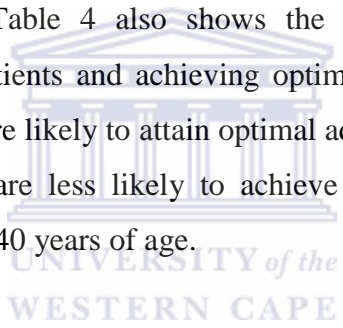 Table 4 also shows the
tients and achieving optim
re likely to attain optimal ad
are less likely to achieve
40 years of age.
UNIVERSITY of the
WESTERN CAPE